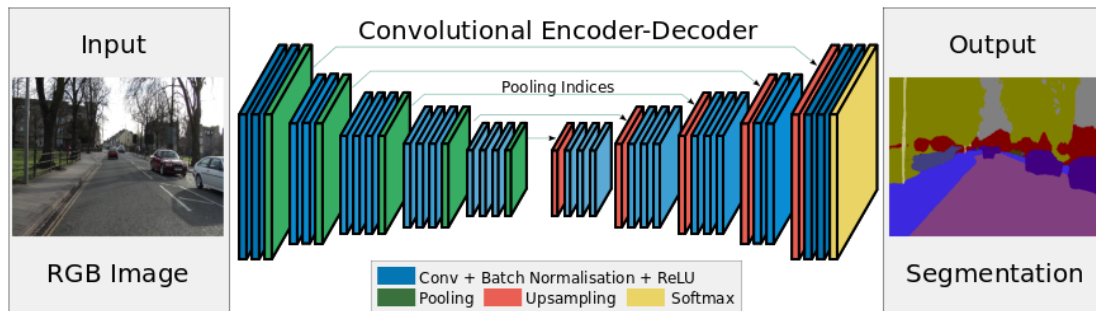 Input
RGB Image
Convolutional Encoder-Decoder
Pooling Indices
Conv + Batch Normalisation + ReLU
Pooling Upsampling Softmax
Output
Segmentation